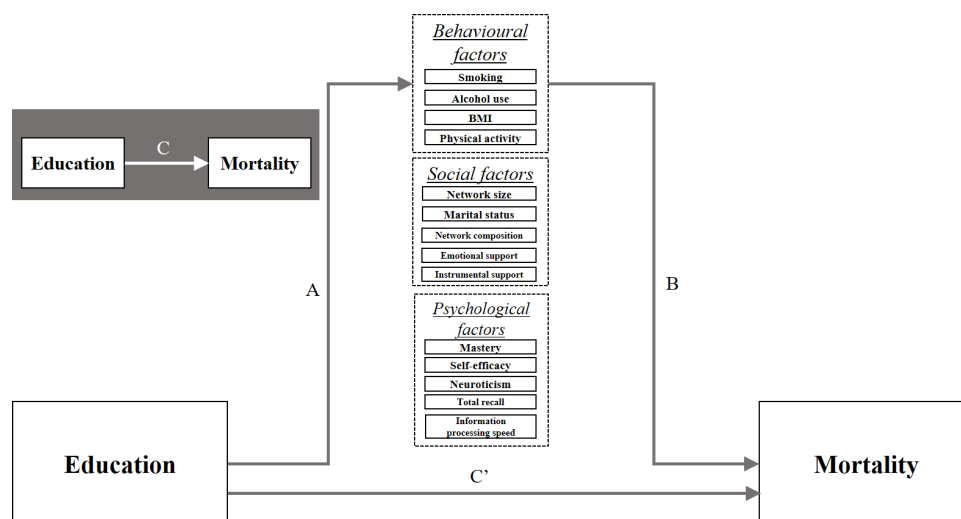 Behavioural
factors
Smoking
Alcohol use
BMI
Physical activity
C
Education
Mortality
Social factors
Network size
Marital status
Network composition
Emotional support
Instrumental support
A
B
Psychological
factors
Mastery
Self-efficacy
Neuroticism
Total recall
Information
processing speed
Education
C’
Mortality